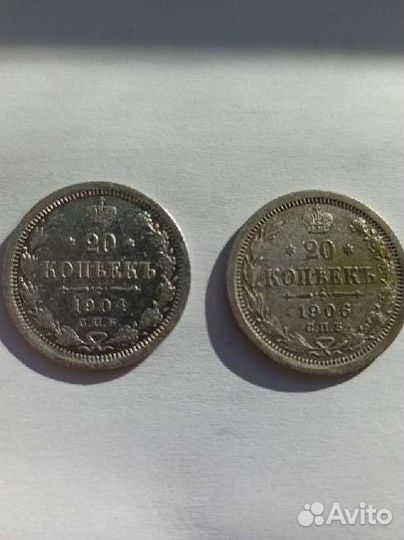 * 20 *
КОПѢЕКЪ
1904
С.П.Б.
* 20 *
КОПѢЕКЪ
1906
С.П.Б.
Avito